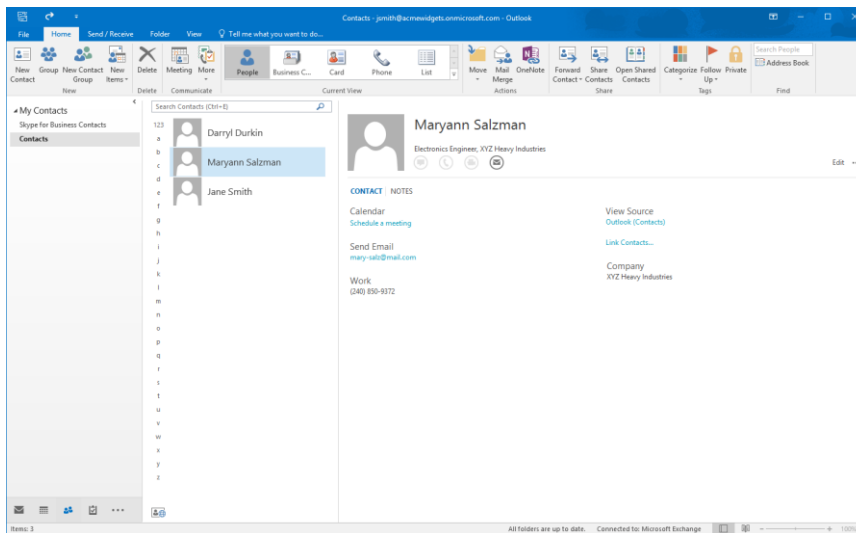 Contacts - jsmith@acmewidgets.onmicrosoft.com - Outlook
File Home Send / Receive Folder View Tell me what you want to do...
New Contact
Group
New Contact Group
New Items
Delete
Meeting
More
People
Business C...
Card
Phone
List
Move
Mail Merge
OneNote
Forward Contact
Share Contacts
Open Shared Contacts
Categorize
Follow Up
Private
Search People
Address Book
New Delete Communicate Current View Actions Share Tags Find
My Contacts
Skype for Business Contacts
Contacts
Search Contacts (Ctrl+E)
123
a
b
c
d
e
f
g
h
i
j
k
l
m
n
o
p
q
r
s
t
u
v
w
x
y
z
Darryl Durkin
Maryann Salzman
Jane Smith
Maryann Salzman
Electronics Engineer, XYZ Heavy Industries
Edit
CONTACT NOTES
Calendar
Schedule a meeting
Send Email
mary-salz@mail.com
Work
(240) 850-9372
View Source
Outlook (Contacts)
Link Contacts...
Company
XYZ Heavy Industries
Items: 3
All folders are up to date. Connected to: Microsoft Exchange
100%